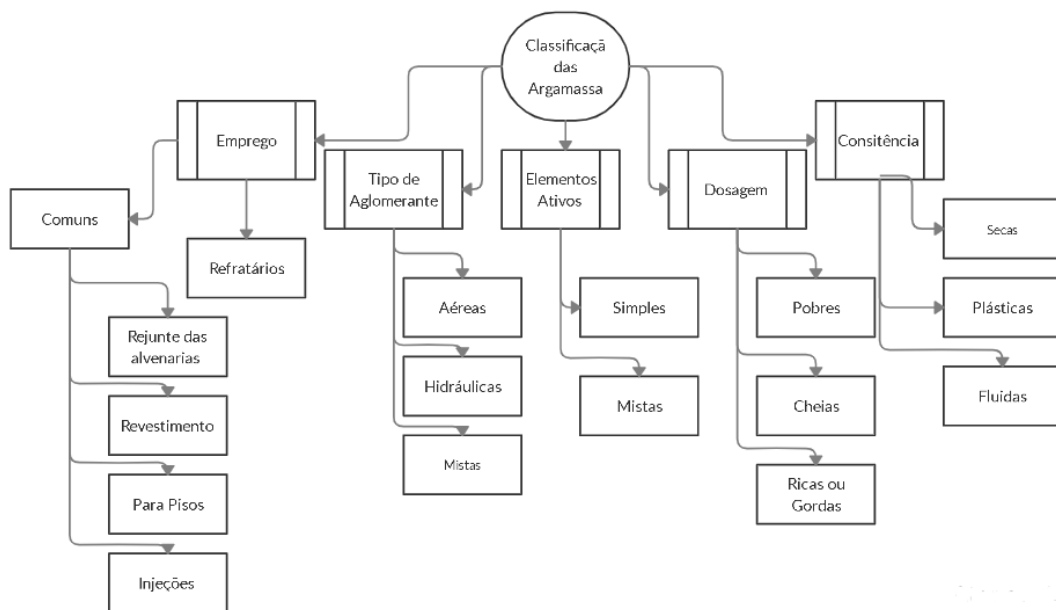 Classificaçã
das
Argamassa
Emprego
Tipo de
Aglomerante
Elementos
Ativos
Dosagem
Consitência
Comuns
Refratários
Secas
Aéreas
Simples
Pobres
Plásticas
Rejunte das
alvenarias
Hidráulicas
Mistas
Cheias
Fluidas
Revestimento
Mistas
Ricas ou
Gordas
Para Pisos
Injeções